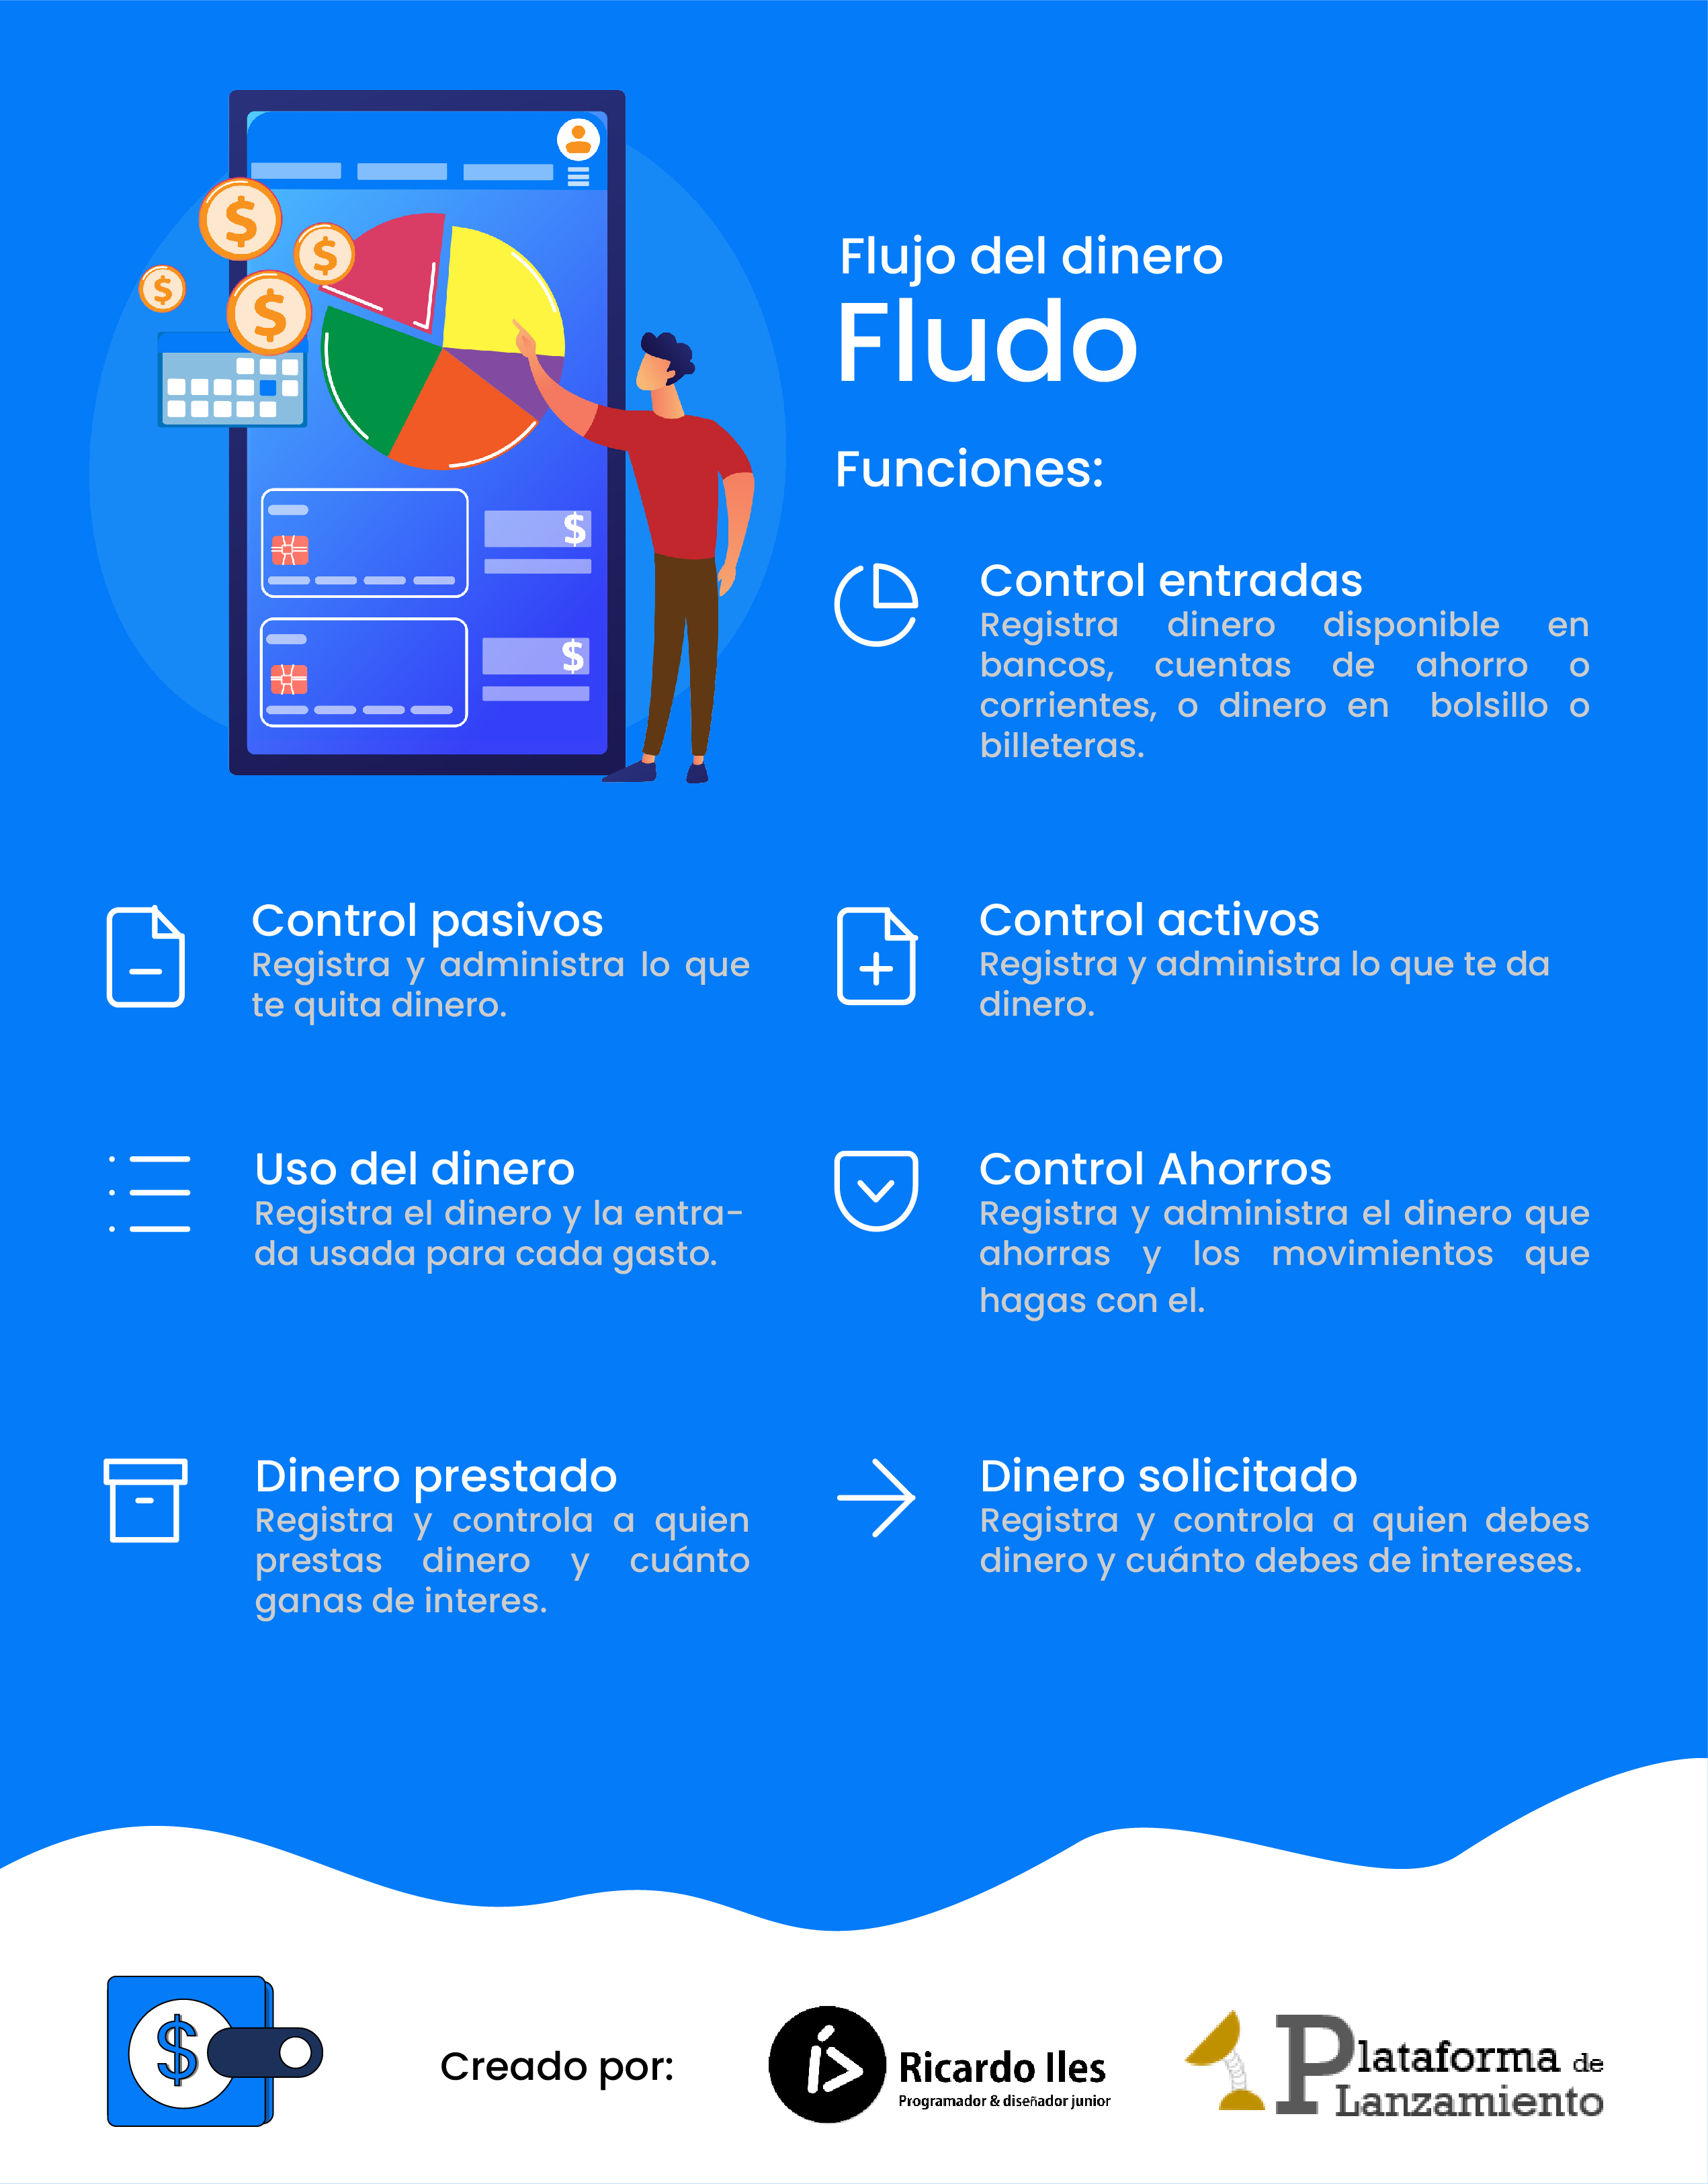 Flujo del dinero
Fludo
Funciones:
Control entradas
Registra dinero disponible en
bancos, cuentas de ahorro o
corrientes, o dinero en bolsillo o
billeteras.
Control pasivos
Registra y administra lo que
te quita dinero.
Control activos
Registra y administra lo que te da
dinero.
Uso del dinero
Registra el dinero y la entra-
da usada para cada gasto.
Control Ahorros
Registra y administra el dinero que
ahorras y los movimientos que
hagas con el.
Dinero prestado
Registra y controla a quien
prestas dinero y cuánto
ganas de interes.
Dinero solicitado
Registra y controla a quien debes
dinero y cuánto debes de intereses.
$
$
$
$
$
$
$
Creado por:
Ricardo Iles
Programador & diseñador junior
Plataforma de
Lanzamiento